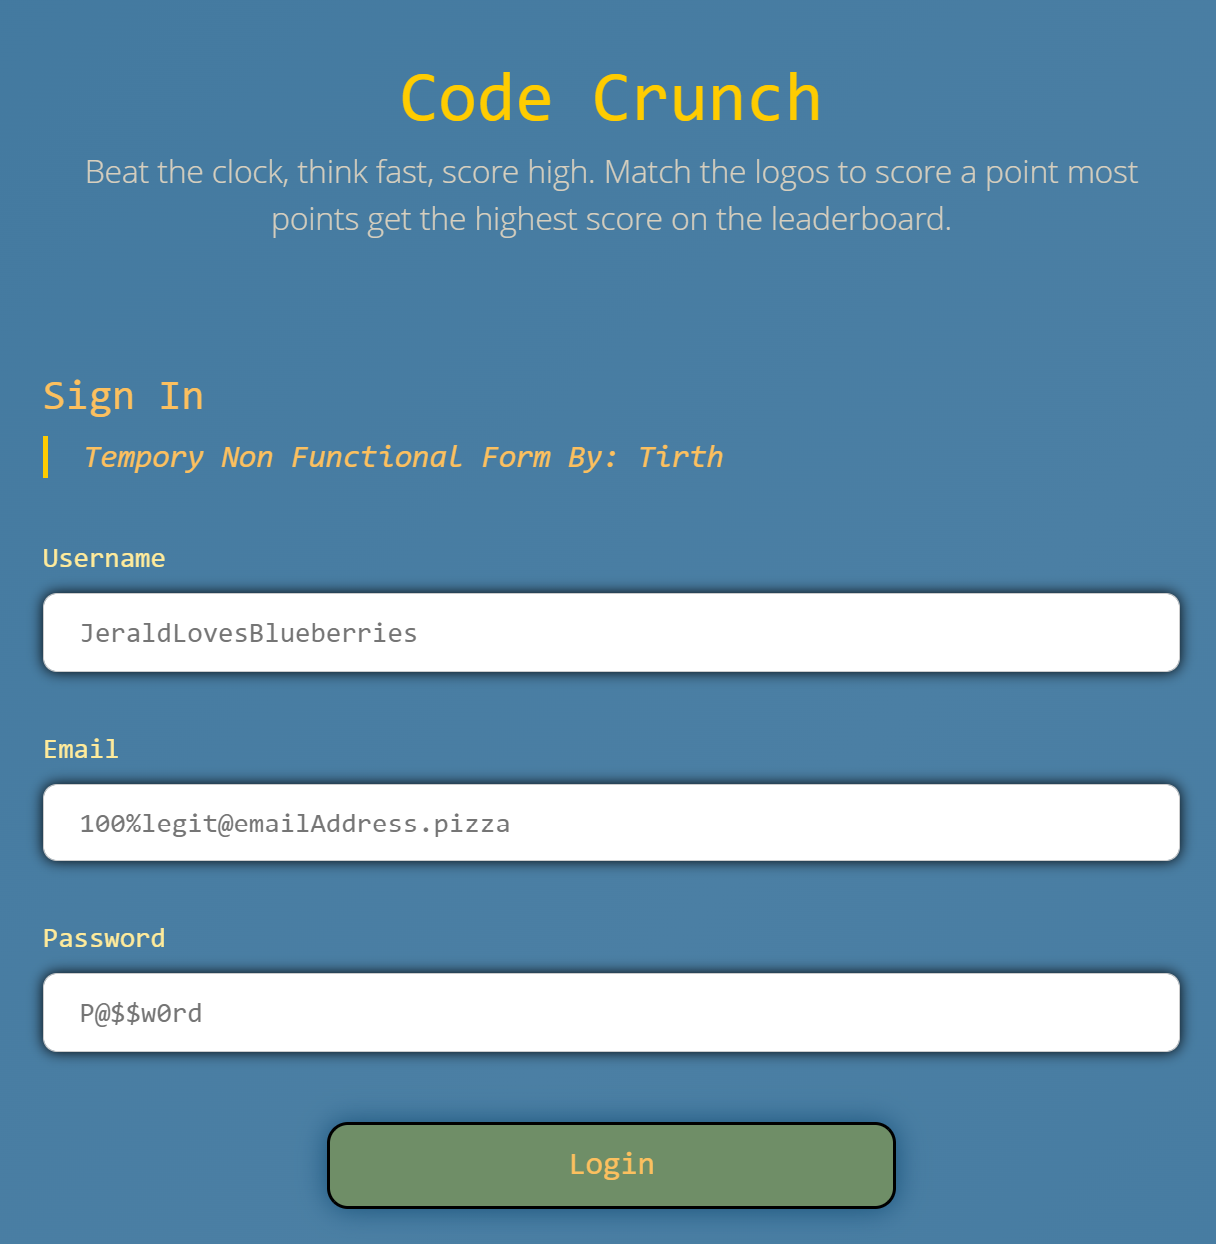 Code Crunch
Beat the clock, think fast, score high. Match the logos to score a point most
points get the highest score on the leaderboard.
Sign In
Tempory Non Functional Form By: Tirth
Username
JeraldLovesBlueberries
Email
100%legit@emailAddress.pizza
Password
P@$$w0rd
Login